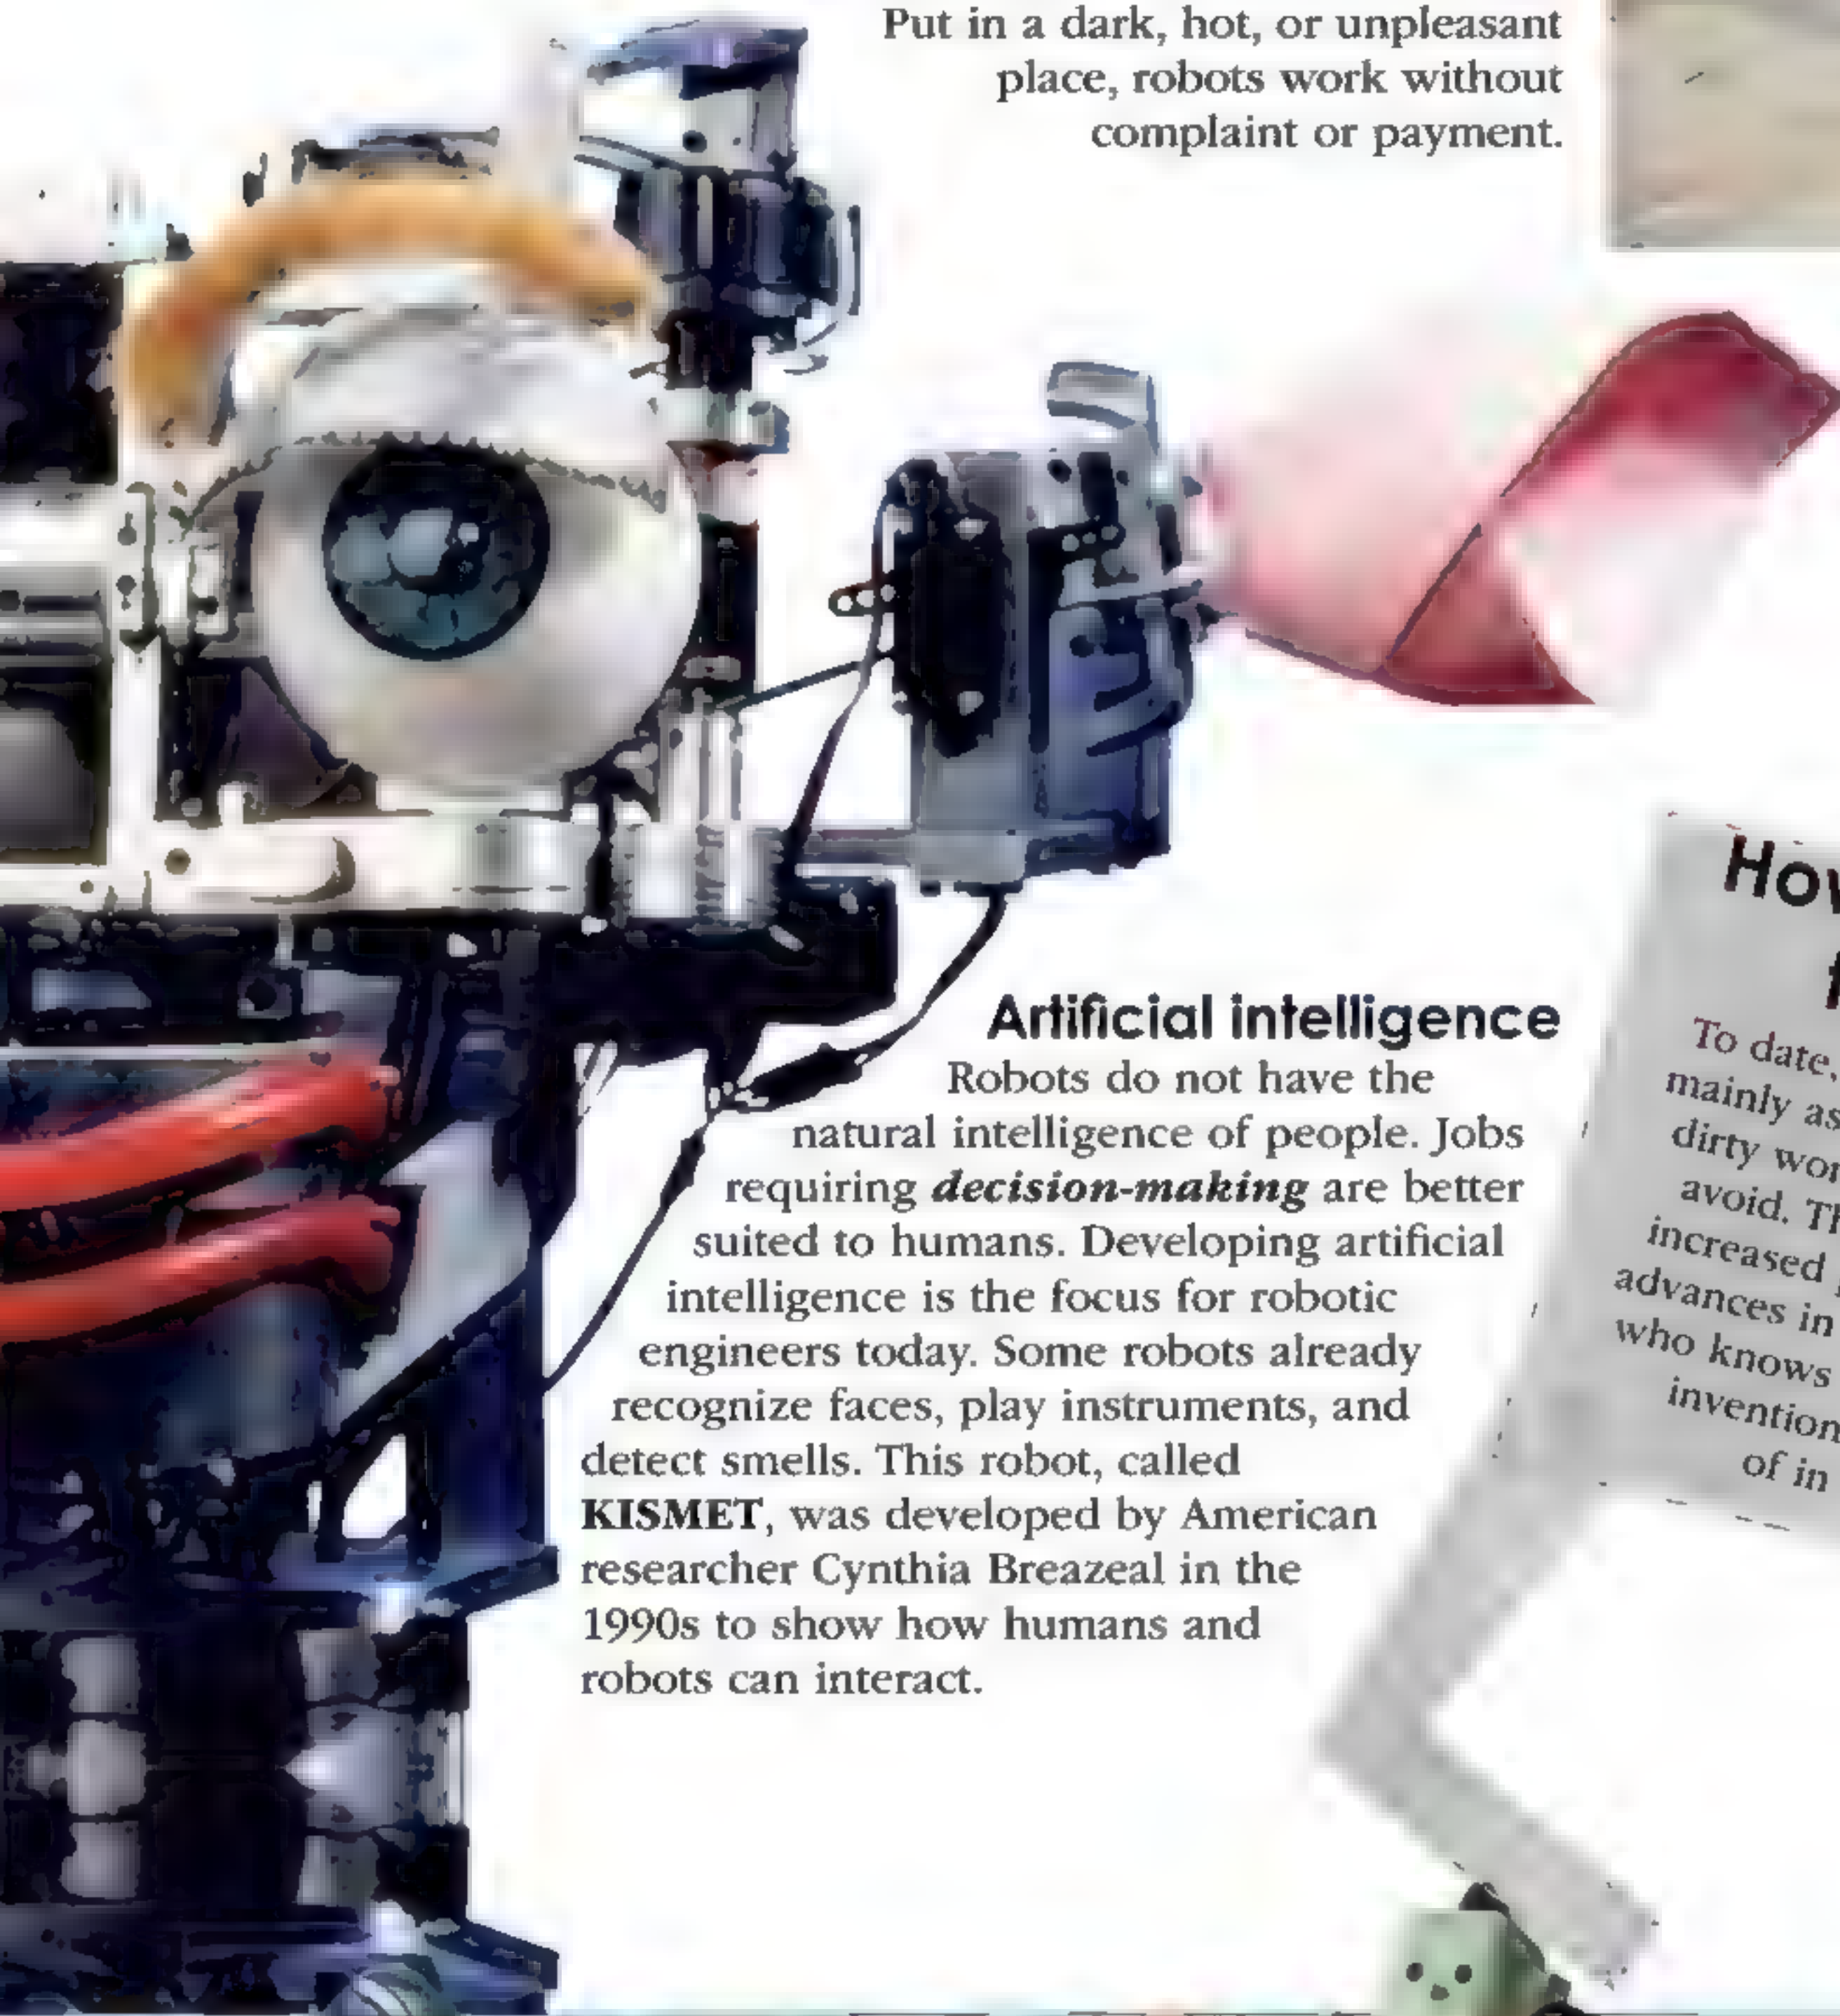 Put in a dark, hot, or unpleasant
place, robots work without
complaint or payment.
Artificial intelligence
Robots do not have the
natural intelligence of people. Jobs
requiring decision-making are better
suited to humans. Developing artificial
intelligence is the focus for robotic
engineers today. Some robots already
recognize faces, play instruments, and
detect smells. This robot, called
KISMET, was developed by American
researcher Cynthia Breazeal in the
1990s to show how humans and
robots can interact.
To date,
mainly as
dirty
avoid.
increased
advances in
who knows
invention
of in